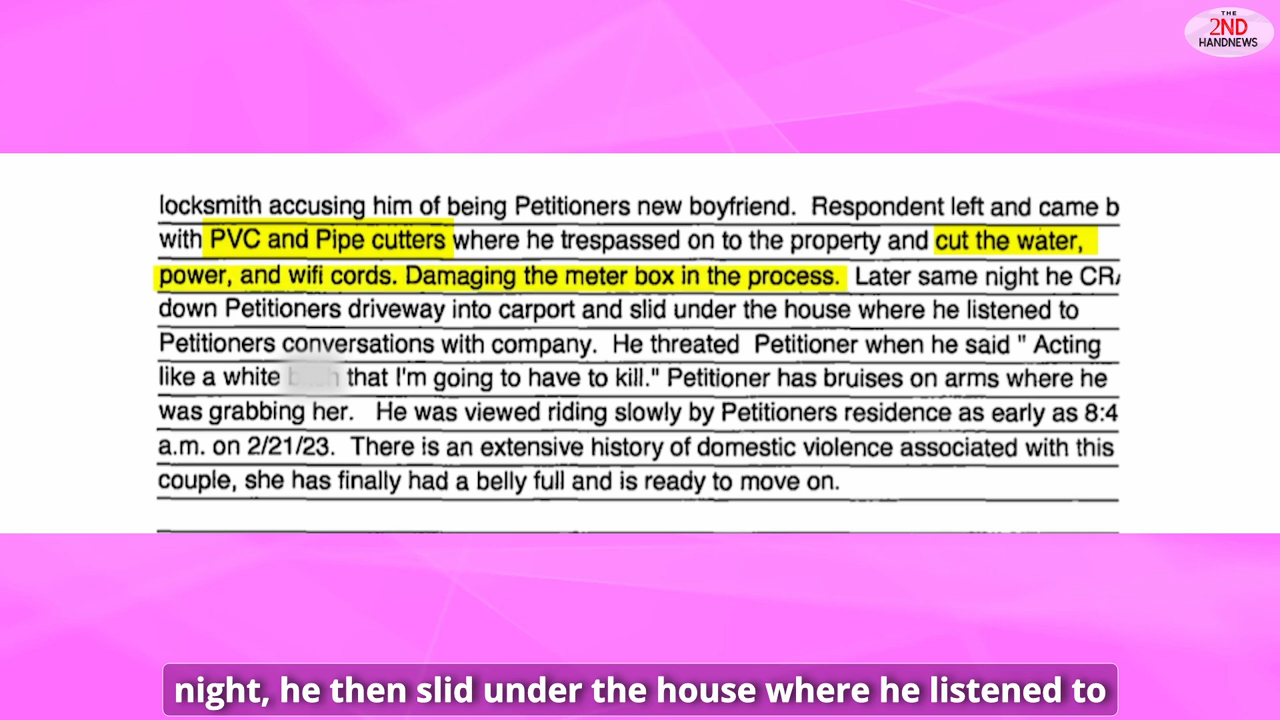 THE
2ND
HANDNEWS
locksmith accusing him of being Petitioners new boyfriend. Respondent left and came b
with PVC and Pipe cutters where he trespassed on to the property and cut the water,
power, and wifi cords. Damaging the meter box in the process. Later same night he CRA
down Petitioners driveway into carport and slid under the house where he listened to
Petitioners conversations with company. He threated Petitioner when he said " Acting
like a white that I'm going to have to kill." Petitioner has bruises on arms where he
was grabbing her. He was viewed riding slowly by Petitioners residence as early as 8:4
a.m. on 2/21/23. There is an extensive history of domestic violence associated with this
couple, she has finally had a belly full and is ready to move on.
night, he then slid under the house where he listened to